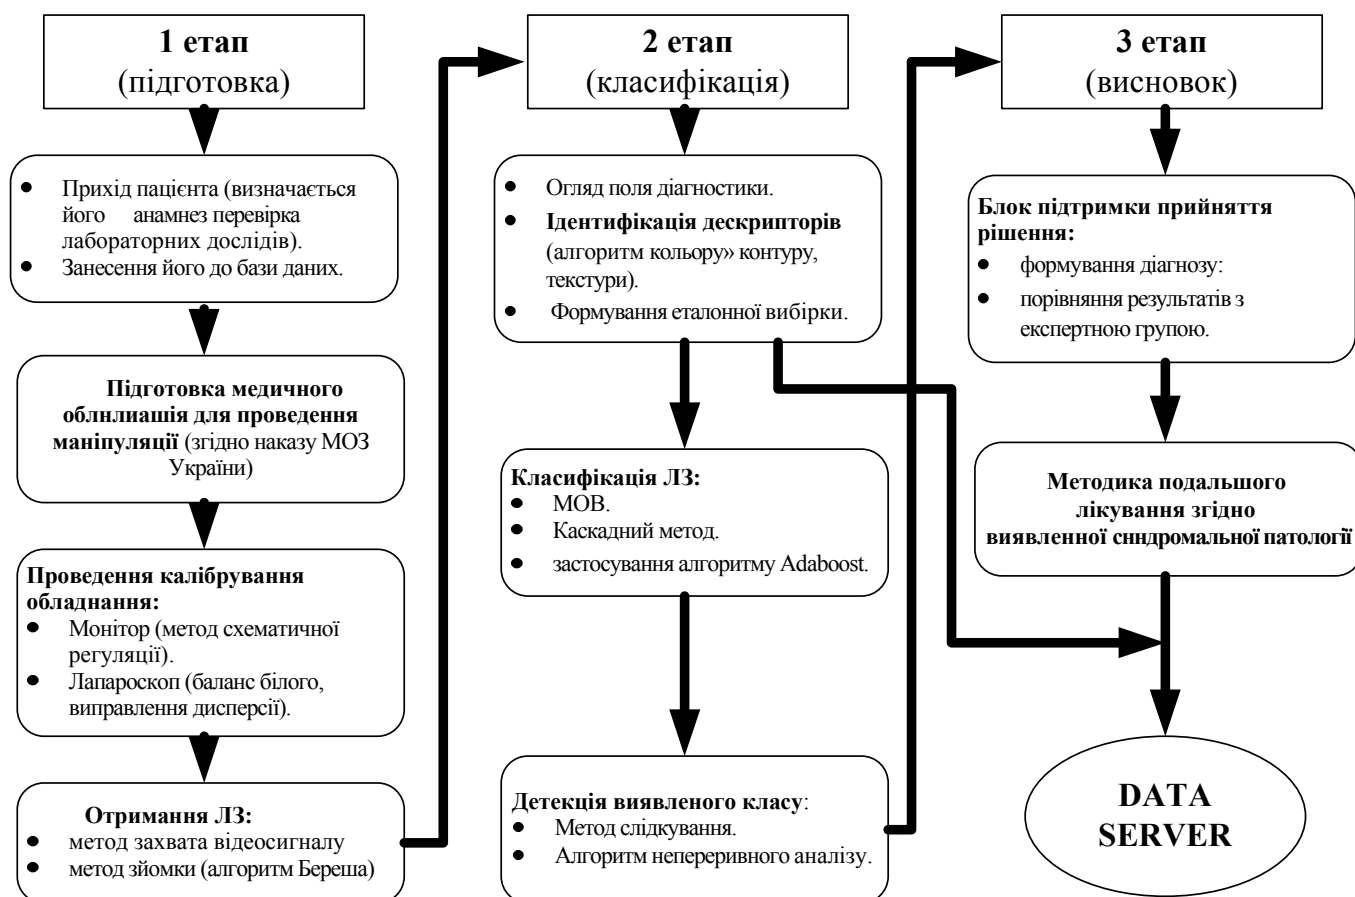 1 етап
(підготовка)
Прихід пацієнта (визначається
його анамнез перевірка
лабораторних дослідів).
Занесення його до бази даних.
Підготовка медичного
облнлиашія для проведення
маніпуляції (згідно наказу МОЗ
України)
Проведення калібрування
обладнання:
Монітор (метод схематичної
регуляції).
Лапароскоп (баланс білого,
виправлення дисперсії).
Отримання ЛЗ:
метод захвата відеосигналу
метод зйомки (алгоритм Береша)
2 етап
(класифікація)
Огляд поля діагностики.
Ідентифікація дескрипторів
(алгоритм кольору» контуру,
текстури).
Формування еталонної вибірки.
Класифікація ЛЗ:
МОВ.
Каскадний метод.
застосування алгоритму Adaboost.
Детекція виявленого класу:
Метод слідкування.
Алгоритм непереривного аналізу.
3 етап
(висновок)
Блок підтримки прийняття
рішення:
формування діагнозу:
порівняння результатів з
експертною групою.
Методика подальшого
лікування згідно
виявленної снндромальної патології
DATA
SERVER